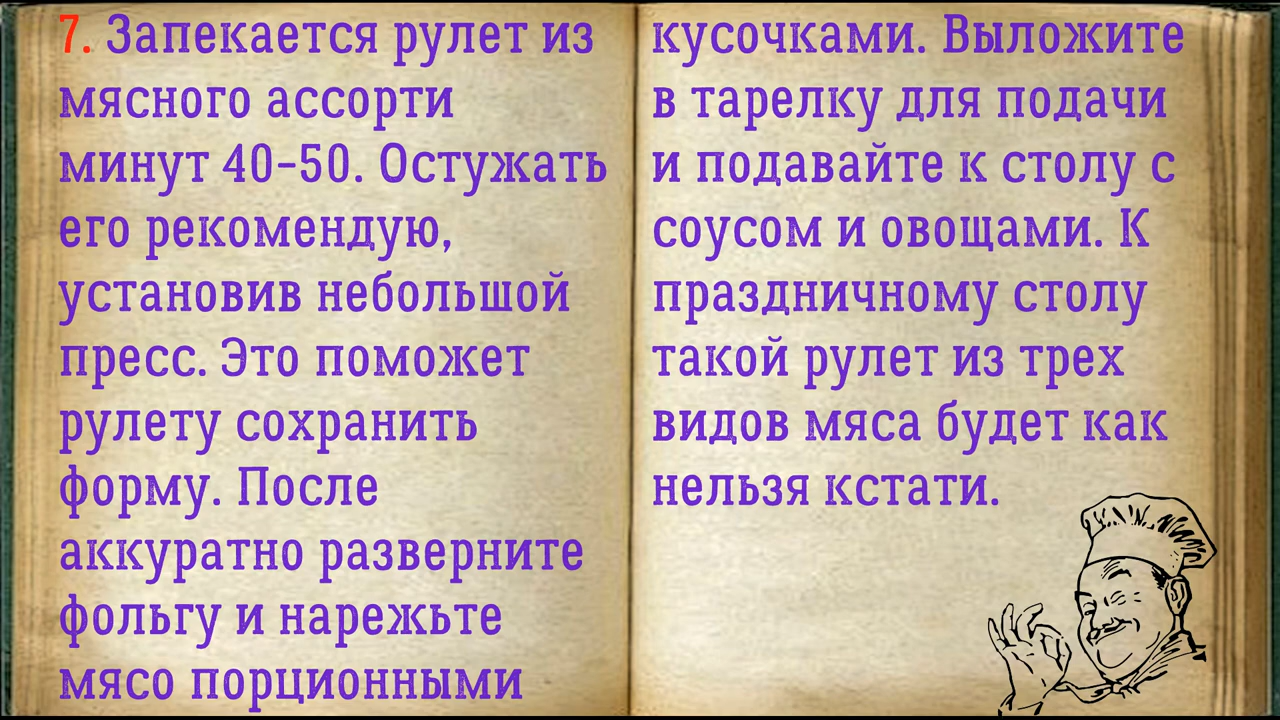 7. Запекается рулет из
мясного ассорти
минут 40-50. Остужать
его рекомендую,
установив небольшой
пресс. Это поможет
рулету сохранить
форму. После
аккуратно разверните
фольгу и нарежьте
мясо порционными
кусочками. Выложите
в тарелку для подачи
и подавайте к столу с
соусом и овощами. К
праздничному столу
такой рулет из трех
видов мяса будет как
нельзя кстати.